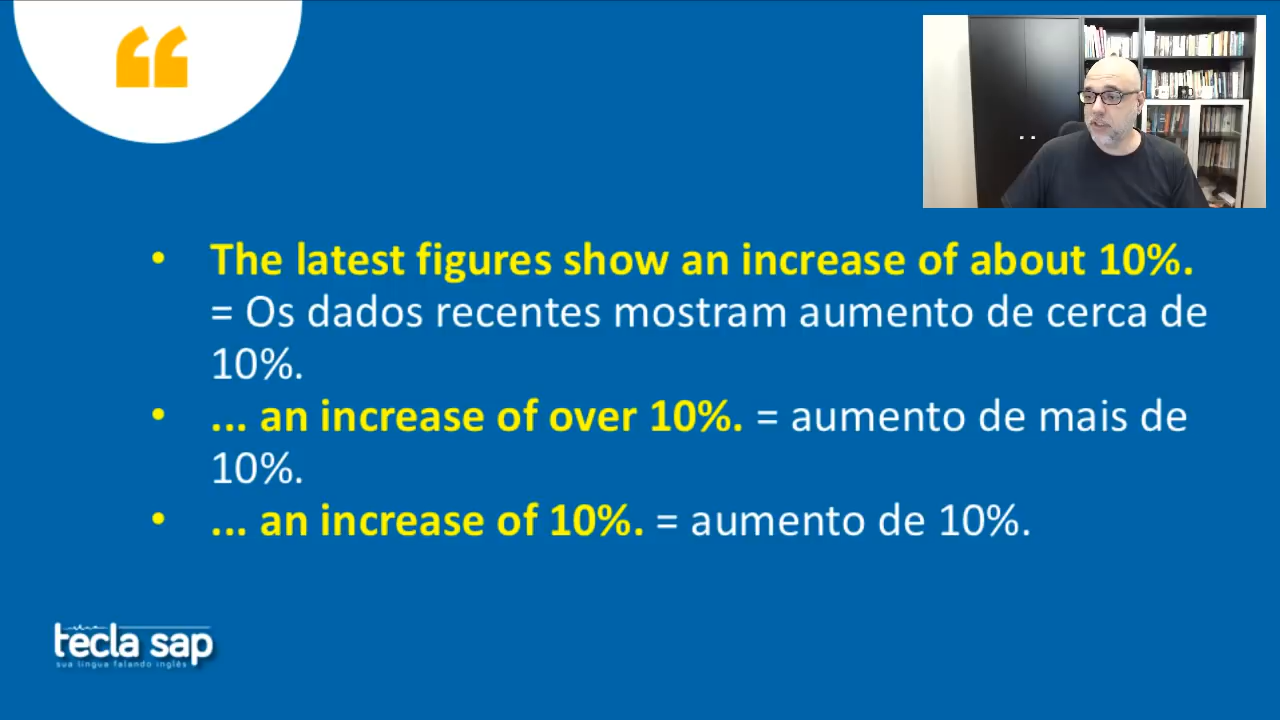 • The latest figures show an increase of about 10%.
= Os dados recentes mostram aumento de cerca de
10%.
• ... an increase of over 10%. = aumento de mais de
10%.
• ... an increase of 10%. = aumento de 10%.
tecla sap
sua língua falando inglês